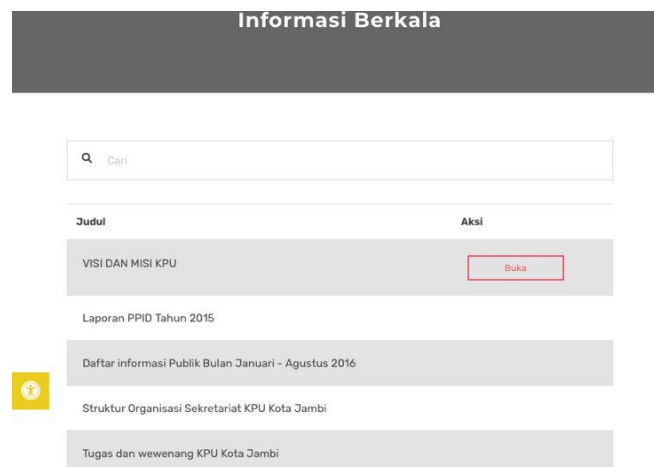 Informasi Berkala
Cari
Judul Aksi
VISI DAN MISI KPU Buka
Laporan PPID Tahun 2015
Daftar informasi Publik Bulan Januari - Agustus 2016
Struktur Organisasi Sekretariat KPU Kota Jambi
Tugas dan wewenang KPU Kota Jambi